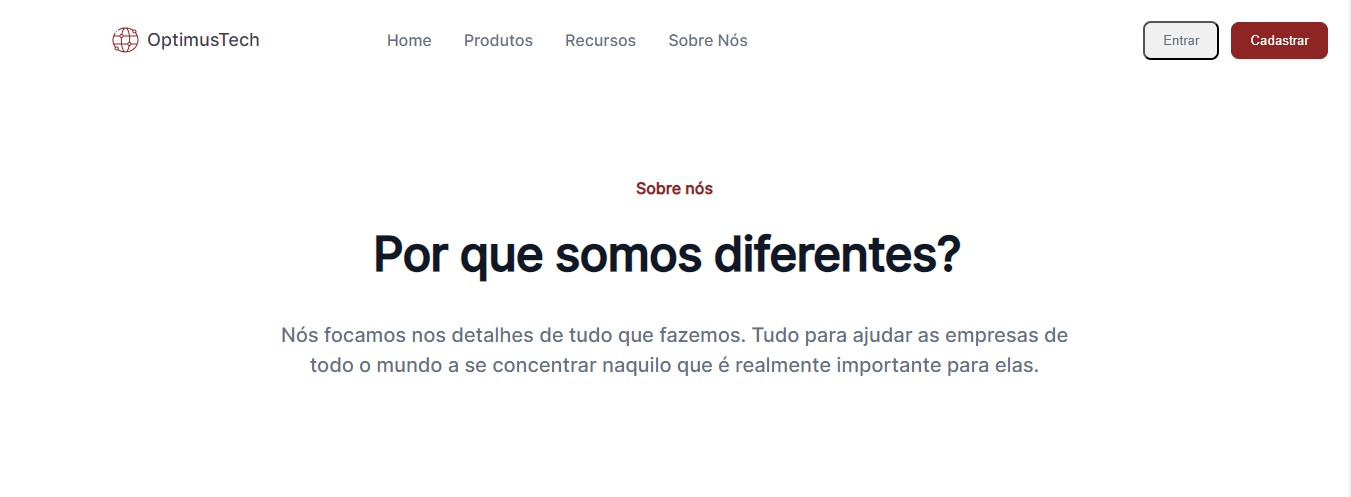 OptimusTech
Home Produtos Recursos Sobre Nós
Entrar Cadastrar
Sobre nós
Por que somos diferentes?
Nós focamos nos detalhes de tudo que fazemos. Tudo para ajudar as empresas de
todo o mundo a se concentrar naquilo que é realmente importante para elas.